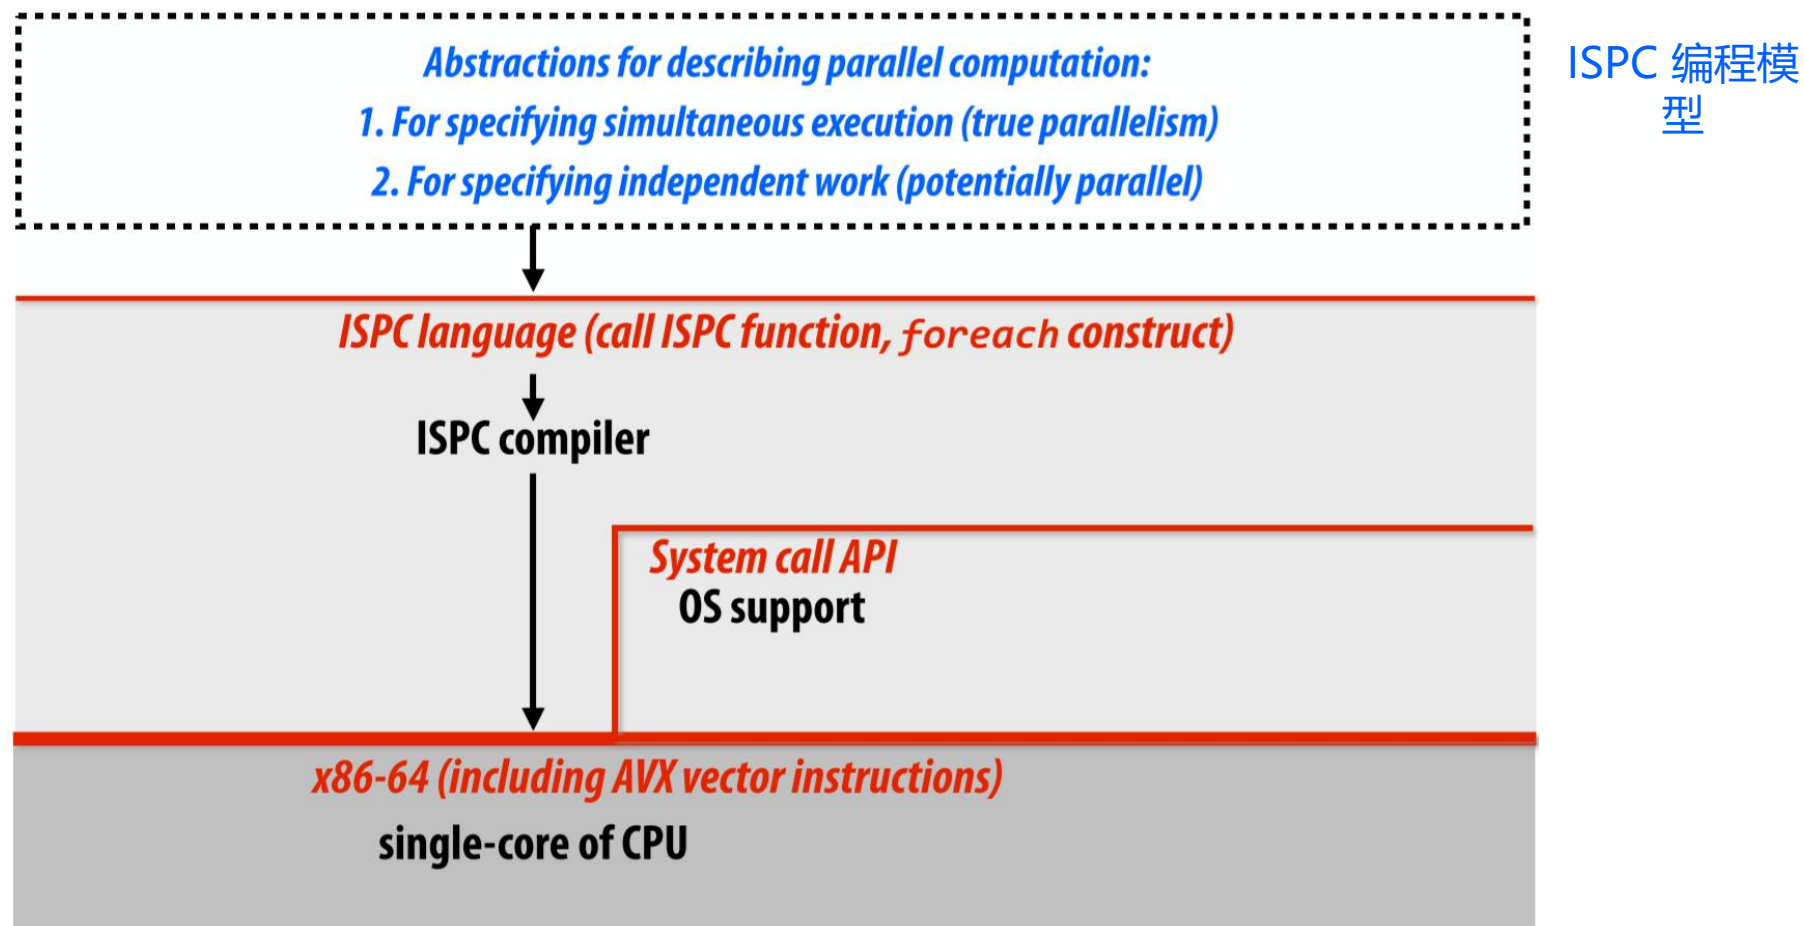 Abstractions for describing parallel computation:
1. For specifying simultaneous execution (true parallelism)
2. For specifying independent work (potentially parallel)
ISPC 编程模
型
ISPC language (call ISPC function, foreach construct)
ISPC compiler
System call API
OS support
x86-64 (including AVX vector instructions)
single-core of CPU